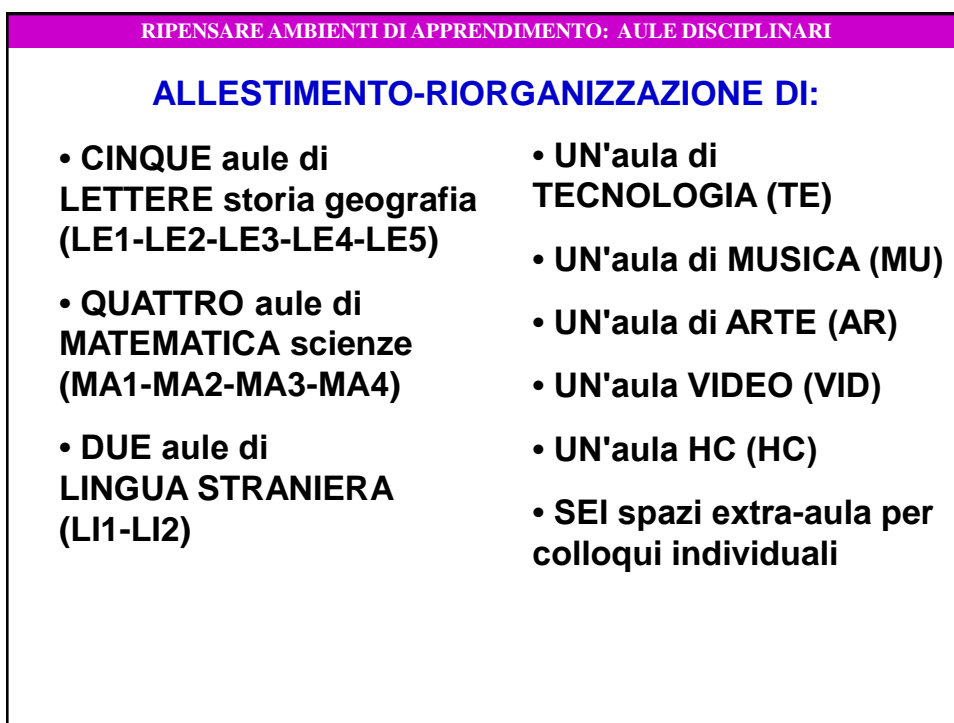 RIPENSARE AMBIENTI DI APPRENDIMENTO: AULE DISCIPLINARI
ALLESTIMENTO-RIORGANIZZAZIONE DI:
• CINQUE aule di
LETTERE storia geografia
(LE1-LE2-LE3-LE4-LE5)
• QUATTRO aule di
MATEMATICA scienze
(MA1-MA2-MA3-MA4)
• DUE aule di
LINGUA STRANIERA
(LI1-LI2)
• UN'aula di
TECNOLOGIA (TE)
• UN'aula di MUSICA (MU)
• UN'aula di ARTE (AR)
• UN'aula VIDEO (VID)
• UN'aula HC (HC)
• SEI spazi extra-aula per
colloqui individuali